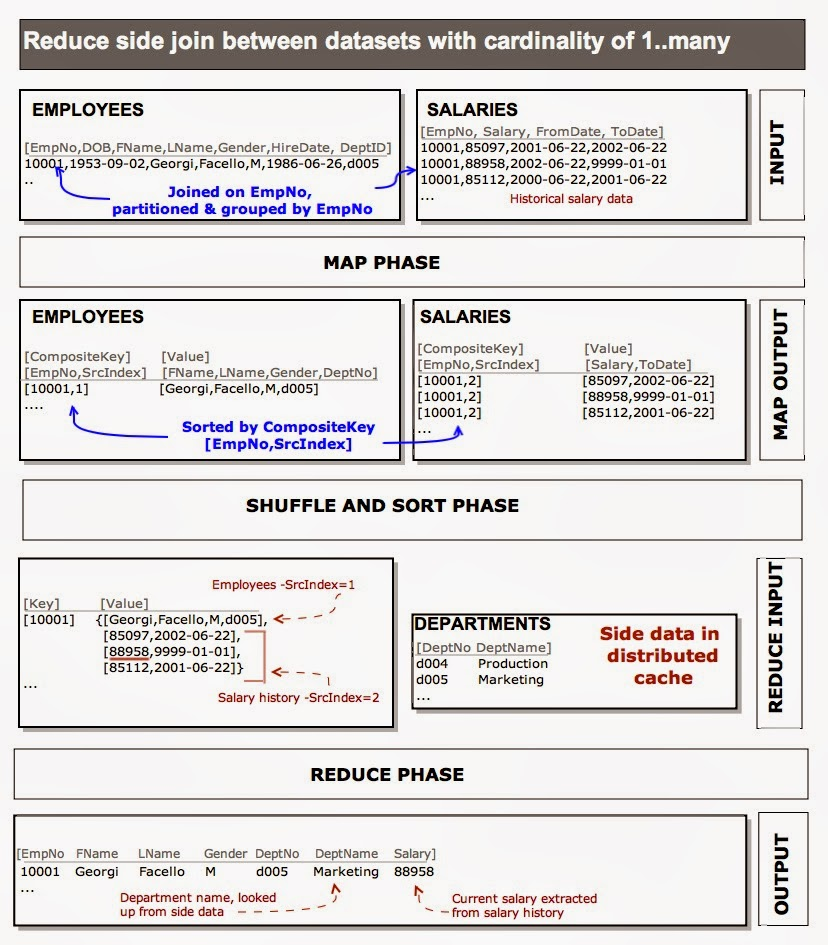 Reduce side join between datasets with cardinality of 1..many
EMPLOYEES
[EmpNo,DOB,FName,LName,Gender,HireDate, DeptID]
10001,1953-09-02,Georgi,Facello,M,1986-06-26,d005
..
Joined on EmpNo,
partitioned & grouped by EmpNo
SALARIES
[EmpNo, Salary, FromDate, ToDate]
10001,85097,2001-06-22,2002-06-22
10001,88958,2002-06-22,9999-01-01
10001,85112,2000-06-22,2001-06-22
...
Historical salary data
INPUT
MAP PHASE
EMPLOYEES
[CompositeKey] [Value]
[EmpNo,SrcIndex] [FName,LName,Gender,DeptNo]
[10001,1] [Georgi,Facello,M,d005]
....
Sorted by CompositeKey
[EmpNo,SrcIndex]
SALARIES
[CompositeKey] [Value]
[EmpNo,SrcIndex] [Salary,ToDate]
[10001,2] [85097,2002-06-22]
[10001,2] [88958,9999-01-01]
[10001,2] [85112,2001-06-22]
...
MAP OUTPUT
SHUFFLE AND SORT PHASE
Employees -SrcIndex=1
[Key] [Value]
[10001] {[Georgi,Facello,M,d005],
[85097,2002-06-22],
[88958,9999-01-01],
[85112,2001-06-22]}
...
Salary history -SrcIndex=2
DEPARTMENTS
[DeptNo DeptName]
d004 Production
d005 Marketing
...
Side data in
distributed
cache
REDUCE INPUT
REDUCE PHASE
[EmpNo FName LName Gender DeptNo DeptName Salary]
10001 Georgi Facello M d005 Marketing 88958
...
Department name, looked
up from side data
Current salary extracted
from salary history
OUTPUT